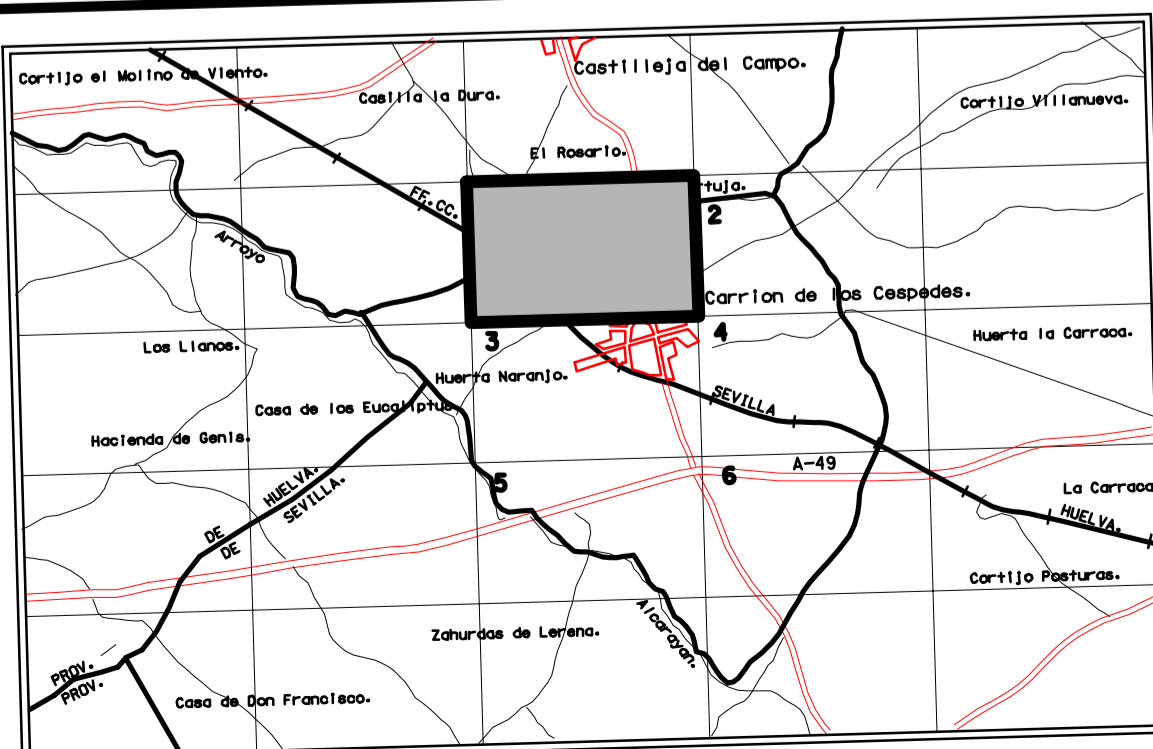 Castilleja del Campo.
Cortijo el Molino de Viento.
Casilla la Dura.
Cortijo Villanueva.
El Rosario.
tuja.
FF.CC.
2
Arroyo
Carrion de los Cespedes.
3
4
Huerta la Carraca.
Los Llanos.
Huerta Naranjo.
SEVILLA
Casa de los Eucaliptus.
Hacienda de Genis.
A-49
HUELVA.
SEVILLA.
5
6
La Carraca
HUELVA.
DE
DE
Cortijo Posturas.
Zahurdas de Lerena.
Alcarayan.
PROV.
PROV.
Casa de Don Francisco.